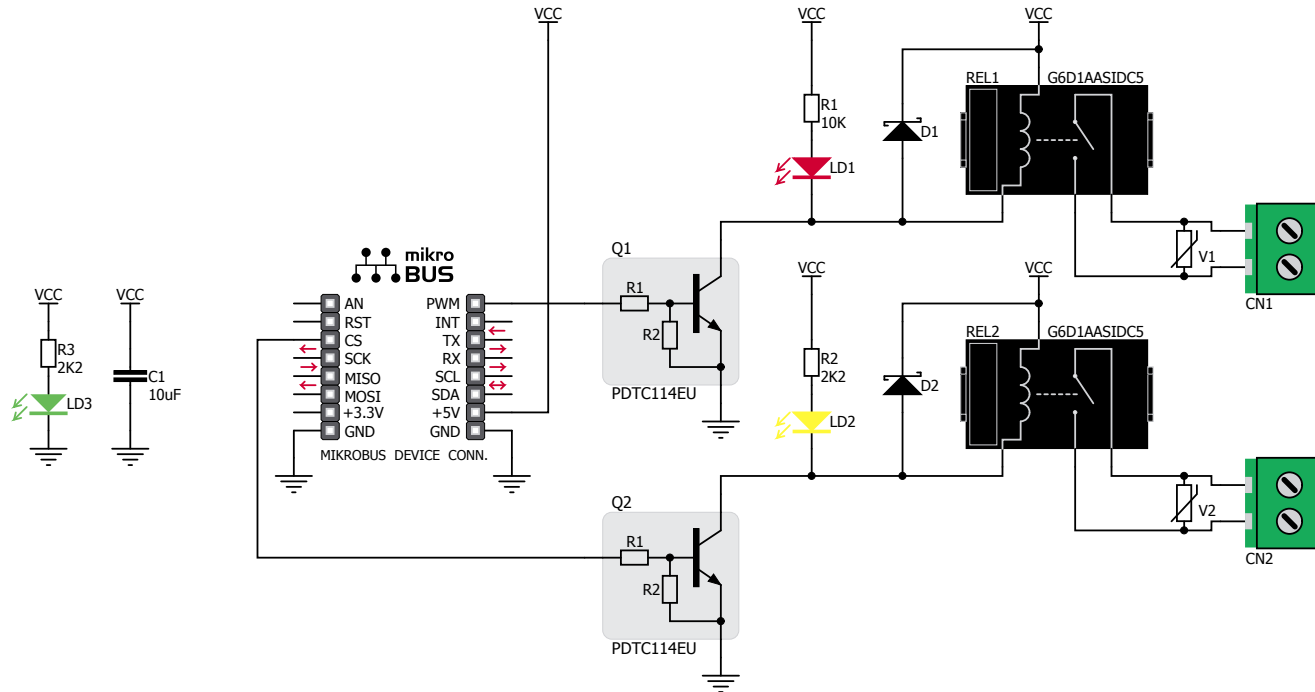 VCC
VCC
VCC
REL1
G6D1AASIDC5
R1
10K
D1
LD1
V1
CN1
mikro
BUS
AN
RST
CS
SCK
MISO
MOSI
+3.3V
GND
PWM
INT
TX
RX
SCL
SDA
+5V
GND
MIKROBUS DEVICE CONN.
VCC
R3
2K2
LD3
VCC
C1
10uF
Q1
R1
R2
PDTC114EU
VCC
R2
2K2
LD2
VCC
D2
REL2
G6D1AASIDC5
V2
CN2
Q2
R1
R2
PDTC114EU